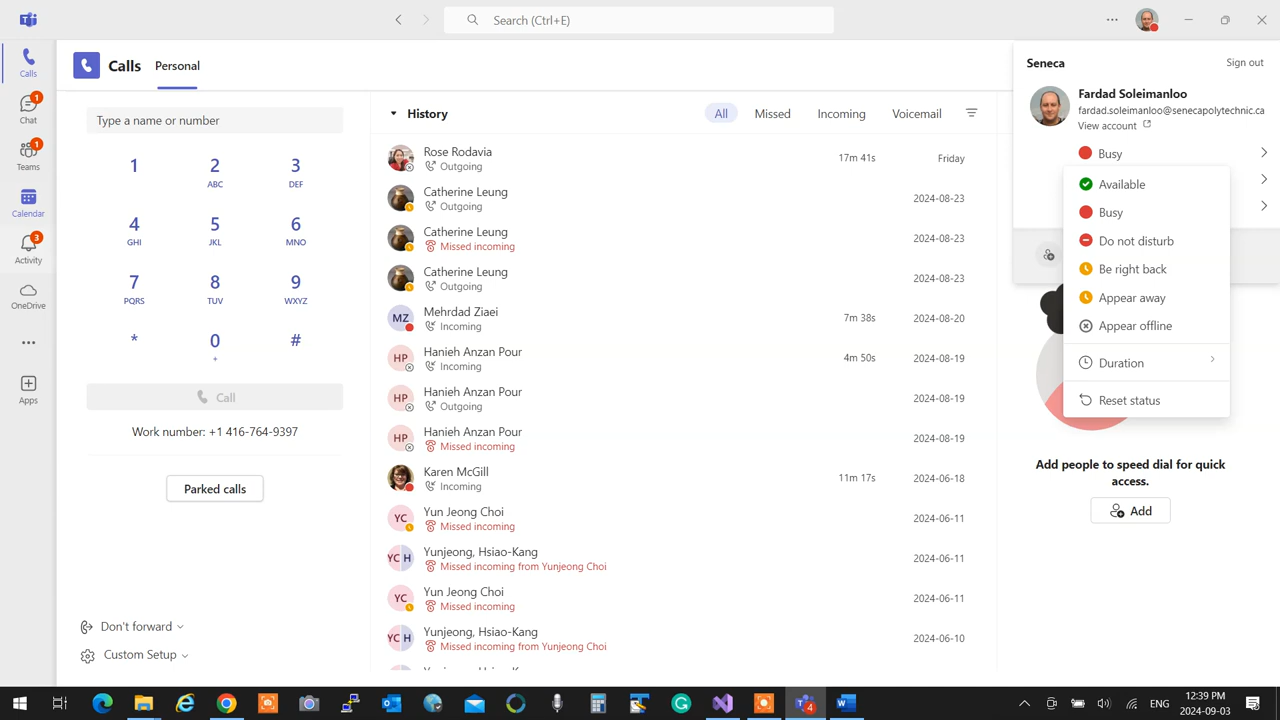 Search (Ctrl+E)
Calls
1
Chat
1
Teams
Calendar
3
Activity
OneDrive
Apps
Calls
Personal
Type a name or number
1
2
ABC
3
DEF
4
GHI
5
JKL
6
MNO
7
PQRS
8
TUV
9
WXYZ
*
0
+
#
Call
Work number: +1 416-764-9397
Parked calls
Don't forward
Custom Setup
History
All
Missed
Incoming
Voicemail
Rose Rodavia
Outgoing
17m 41s
Friday
Catherine Leung
Outgoing
2024-08-23
Catherine Leung
Missed incoming
2024-08-23
Catherine Leung
Outgoing
2024-08-23
MZ
Mehrdad Ziaei
Incoming
7m 38s
2024-08-20
HP
Hanieh Anzan Pour
Incoming
4m 50s
2024-08-19
HP
Hanieh Anzan Pour
Outgoing
2024-08-19
HP
Hanieh Anzan Pour
Missed incoming
2024-08-19
Karen McGill
Incoming
11m 17s
2024-06-18
YC
Yun Jeong Choi
Missed incoming
2024-06-11
YC H
Yunjeong, Hsiao-Kang
Missed incoming from Yunjeong Choi
2024-06-11
YC
Yun Jeong Choi
Missed incoming
2024-06-11
YC H
Yunjeong, Hsiao-Kang
Missed incoming from Yunjeong Choi
2024-06-10
Seneca
Sign out
Fardad Soleimanloo
fardad.soleimanloo@senecapolytechnic.ca
View account
Busy
Available
Busy
Do not disturb
Be right back
Appear away
Appear offline
Duration
Reset status
Add people to speed dial for quick
access.
Add
4
ENG
12:39 PM
2024-09-03